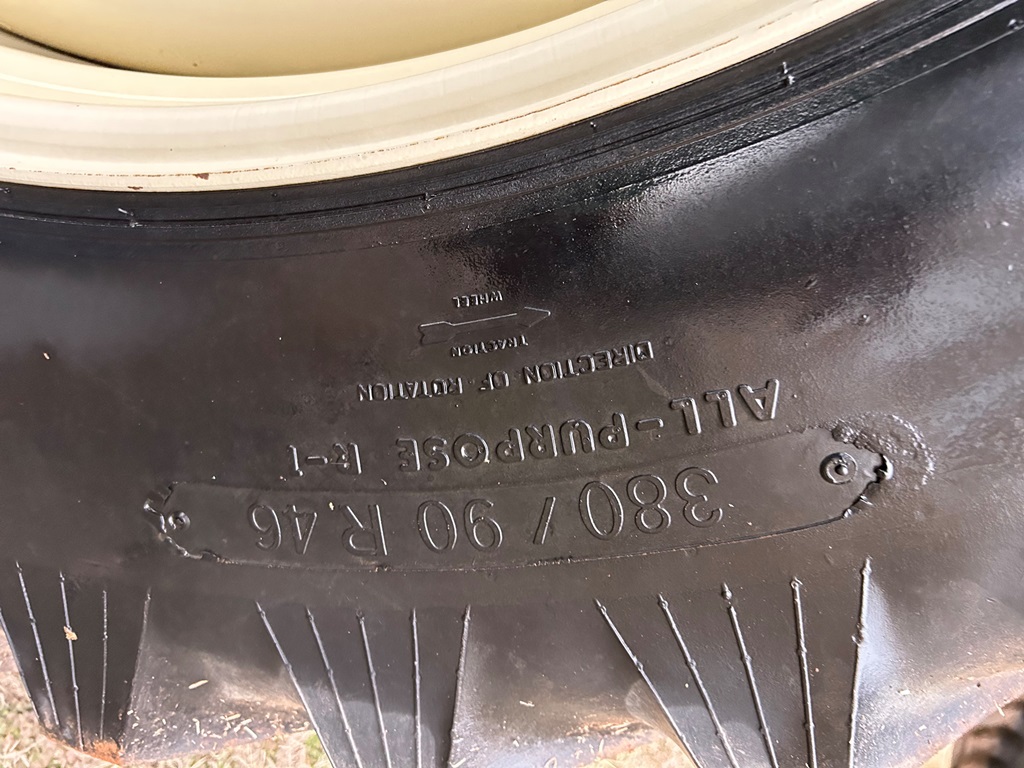 380 / 90 R 46
ALL-PURPOSE R-1
DIRECTION OF ROTATION
TRACTION
WHEEL